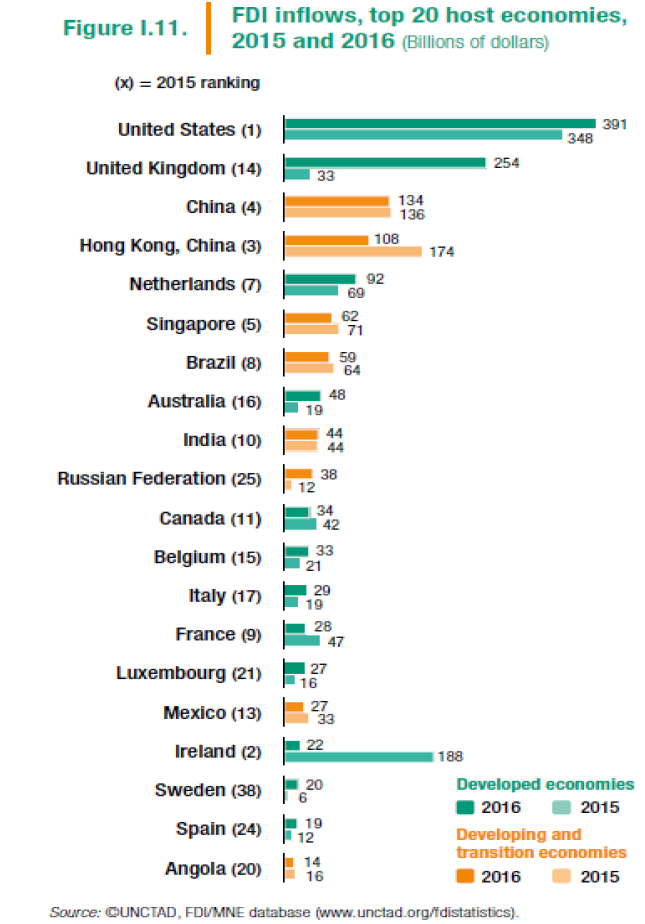 Figure I.11.
FDI inflows, top 20 host economies,
2015 and 2016 (Billions of dollars)
(x) = 2015 ranking
United States (1)
391
348
United Kingdom (14)
254
33
China (4)
134
136
Hong Kong, China (3)
108
174
Netherlands (7)
92
69
Singapore (5)
62
71
Brazil (8)
59
64
Australia (16)
48
19
India (10)
44
44
Russian Federation (25)
38
12
Canada (11)
34
42
Belgium (15)
33
21
Italy (17)
29
19
France (9)
28
47
Luxembourg (21)
27
16
Mexico (13)
27
33
Ireland (2)
22
188
Sweden (38)
20
6
Spain (24)
19
12
Angola (20)
14
16
Developed economies
2016 2015
Developing and
transition economies
2016 2015
Source: ©UNCTAD, FDI/MNE database (www.unctad.org/fdistatistics).